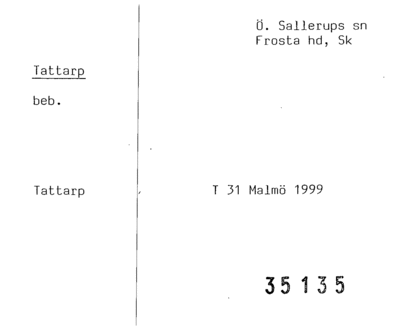 Ö. Sallerups sn
Frosta hd, Sk
Tattarp
beb.
Tattarp
T 31 Malmö 1999
35135